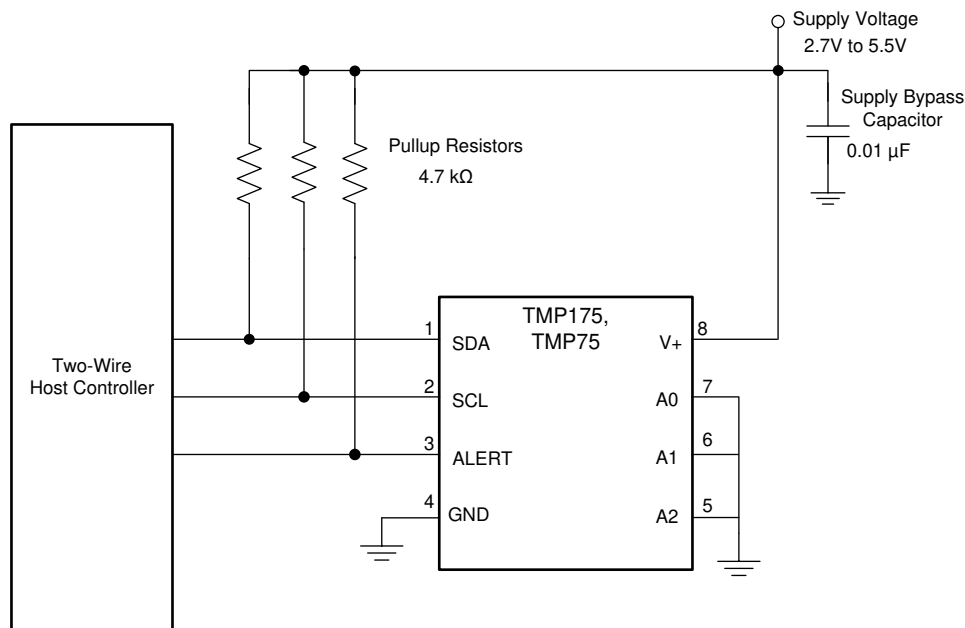 Supply Voltage
2.7V to 5.5V
Supply Bypass
Capacitor
0.01 µF
Pullup Resistors
4.7 kΩ
Two-Wire
Host Controller
TMP175,
TMP75
1 SDA
2 SCL
3 ALERT
4 GND
V+ 8
A0 7
A1 6
A2 5